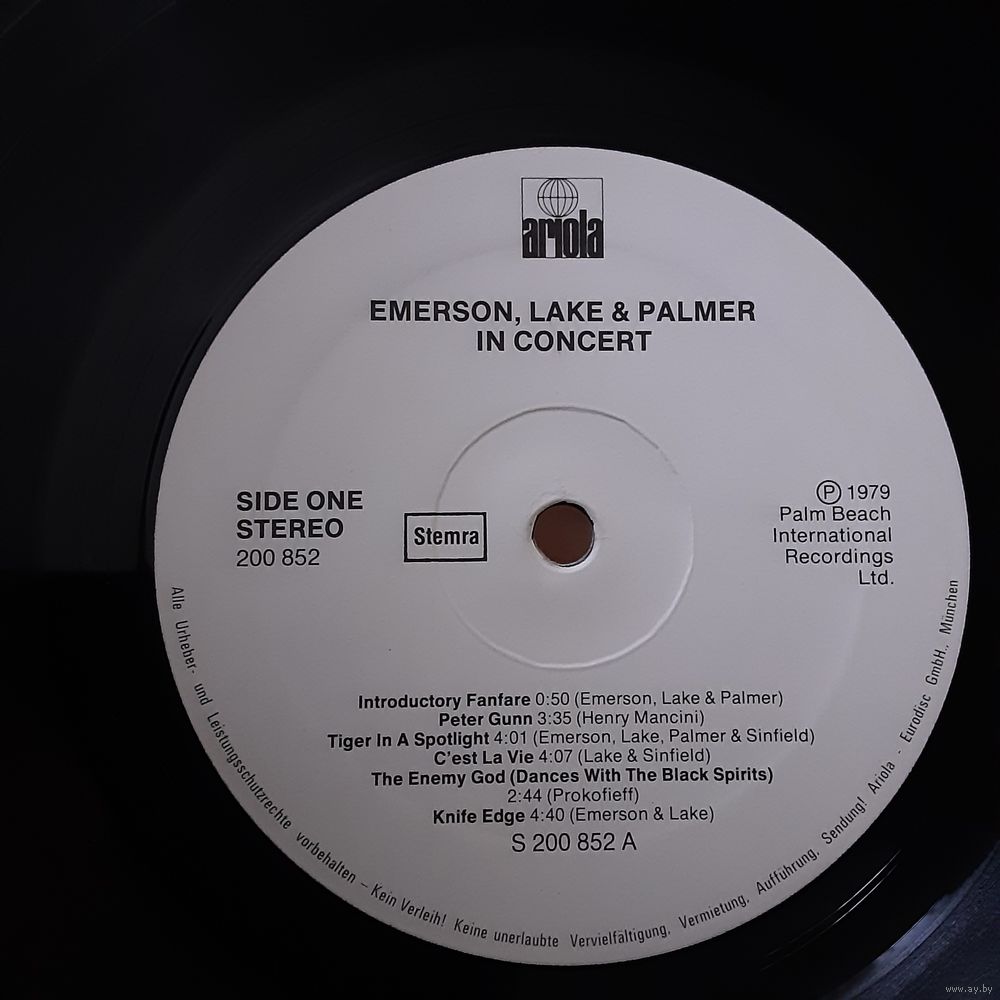 ariola
EMERSON, LAKE & PALMER
IN CONCERT
SIDE ONE
STEREO
200 852
Stemra
℗ 1979
Palm Beach
International
Recordings
Ltd.
Introductory Fanfare 0:50 (Emerson, Lake & Palmer)
Peter Gunn 3:35 (Henry Mancini)
Tiger In A Spotlight 4:01 (Emerson, Lake, Palmer & Sinfield)
C'est La Vie 4:07 (Lake & Sinfield)
The Enemy God (Dances With The Black Spirits)
2:44 (Prokofieff)
Knife Edge 4:40 (Emerson & Lake)
S 200 852 A
Alle Urheber- und Leistungsschutzrechte vorbehalten – Kein Verleih! Keine unerlaubte Vervielfältigung, Vermietung, Aufführung, Sendung! Ariola - Eurodisc GmbH., München
www.ay.by